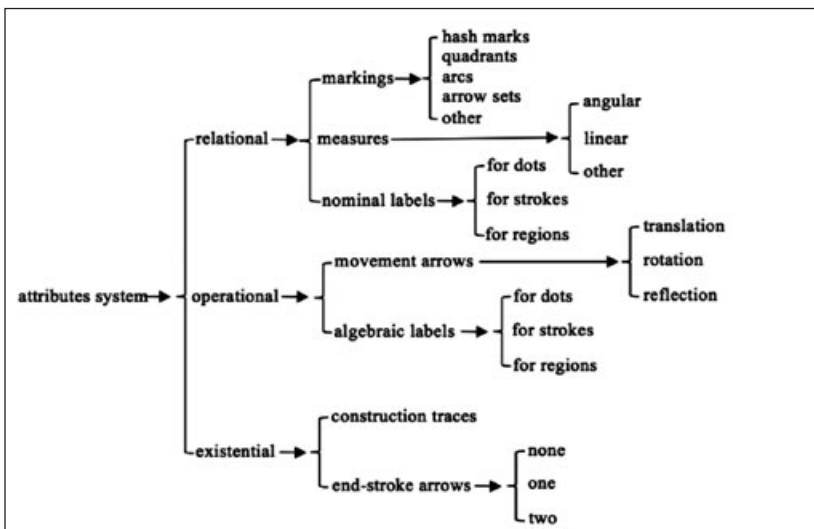 hash marks
quadrants
markings
arcs
arrow sets
other
angular
relational
measures
linear
other
for dots
nominal labels
for strokes
for regions
translation
movement arrows
rotation
attributes system
operational
reflection
for dots
algebraic labels
for strokes
for regions
construction traces
existential
none
end-stroke arrows
one
two